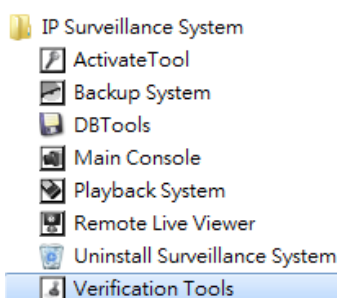 IP Surveillance System
ActivateTool
Backup System
DBTools
Main Console
Playback System
Remote Live Viewer
Uninstall Surveillance System
Verification Tools